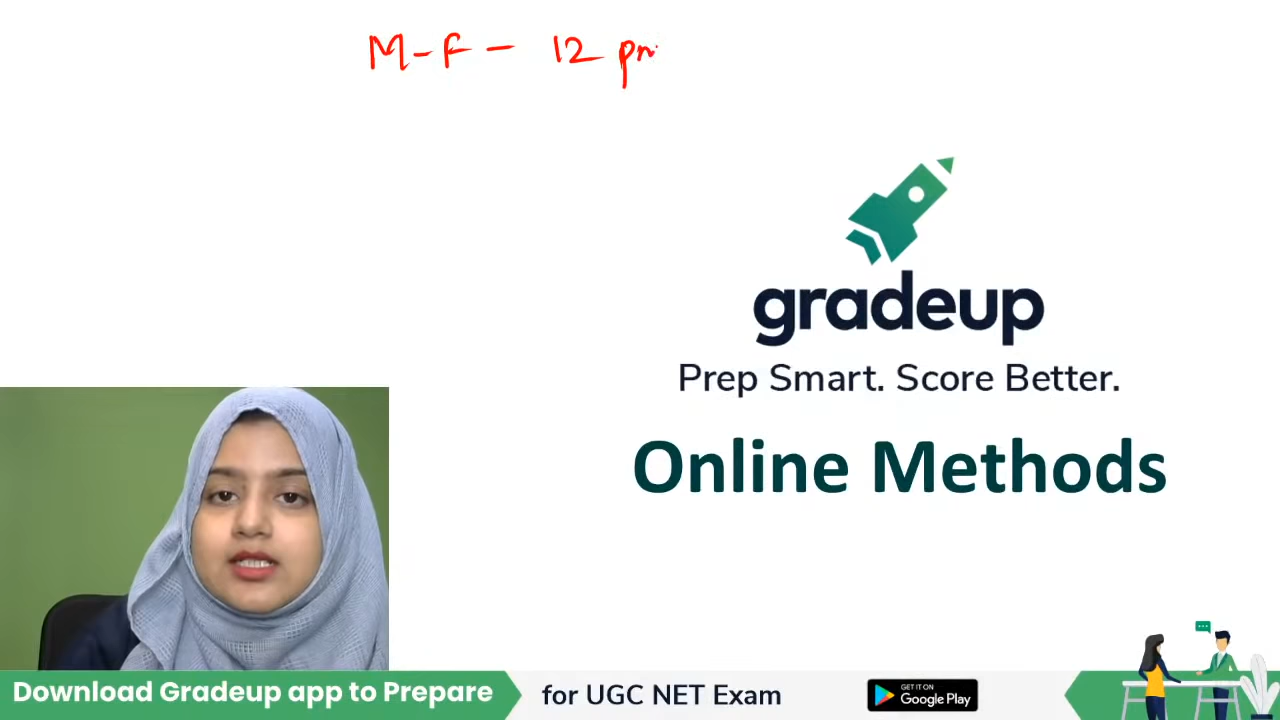 M-F - 12 pm
gradeup
Prep Smart. Score Better.
Online Methods
Download Gradeup app to Prepare
for UGC NET Exam
GET IT ON
Google Play